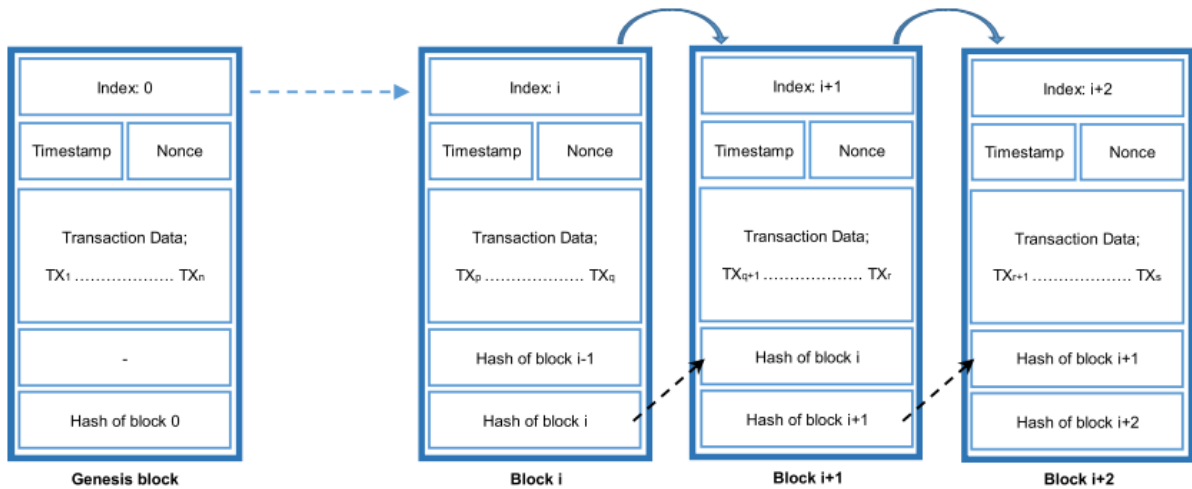 Index: 0
Timestamp
Nonce
Transaction Data;
TX₁ .................... TXₙ
-
Hash of block 0
Genesis block
Index: i
Timestamp
Nonce
Transaction Data;
TXp .................... TXq
Hash of block i-1
Hash of block i
Block i
Index: i+1
Timestamp
Nonce
Transaction Data;
TXq+1 .................... TXr
Hash of block i
Hash of block i+1
Block i+1
Index: i+2
Timestamp
Nonce
Transaction Data;
TXr+1 .................... TXs
Hash of block i+1
Hash of block i+2
Block i+2